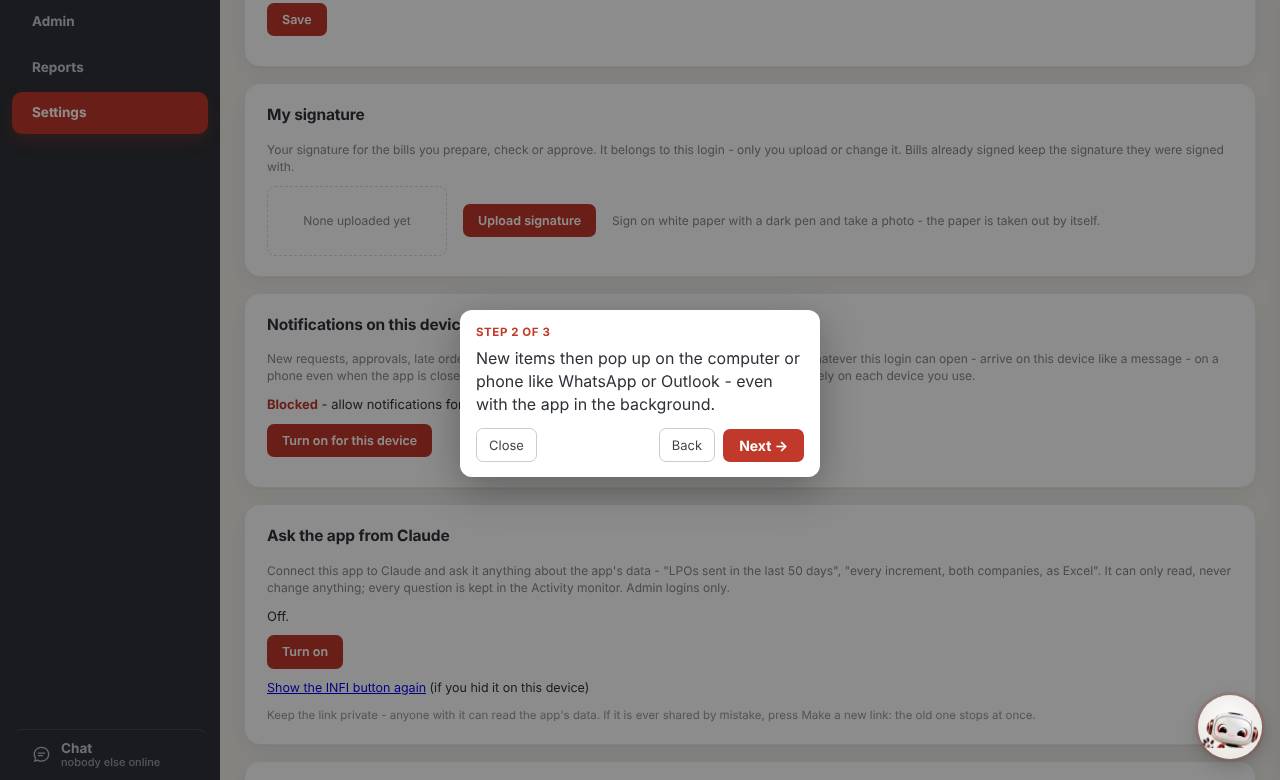 Admin
Reports
Settings
Chat
nobody else online
Save
My signature
Your signature for the bills you prepare, check or approve. It belongs to this login - only you upload or change it. Bills already signed keep the signature they were signed
with.
None uploaded yet
Upload signature
Sign on white paper with a dark pen and take a photo - the paper is taken out by itself.
Notifications on this devic
New requests, approvals, late orde
hatever this login can open - arrive on this device like a message - on a
phone even when the app is close
ely on each device you use.
Blocked - allow notifications for
Turn on for this device
STEP 2 OF 3
New items then pop up on the computer or
phone like WhatsApp or Outlook - even
with the app in the background.
Close
Back
Next →
Ask the app from Claude
Connect this app to Claude and ask it anything about the app's data - "LPOs sent in the last 50 days", "every increment, both companies, as Excel". It can only read, never
change anything; every question is kept in the Activity monitor. Admin logins only.
Off.
Turn on
Show the INFI button again (if you hid it on this device)
Keep the link private - anyone with it can read the app's data. If it is ever shared by mistake, press Make a new link: the old one stops at once.